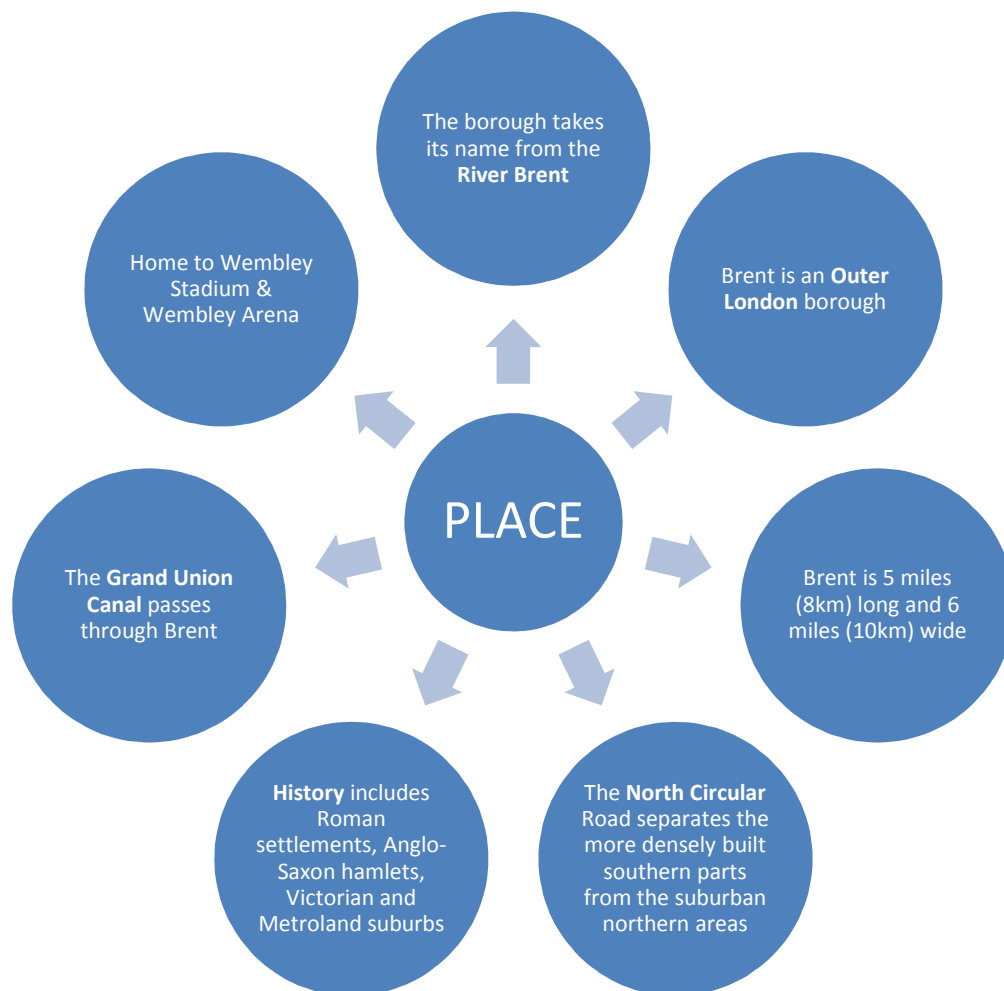 The borough takes
its name from the
River Brent
Brent is an Outer
London borough
Brent is 5 miles
(8km) long and 6
miles (10km) wide
The North Circular
Road separates the
more densely built
southern parts
from the suburban
northern areas
History includes
Roman
settlements, Anglo-
Saxon hamlets,
Victorian and
Metroland suburbs
The Grand Union
Canal passes
through Brent
Home to Wembley
Stadium &
Wembley Arena
PLACE